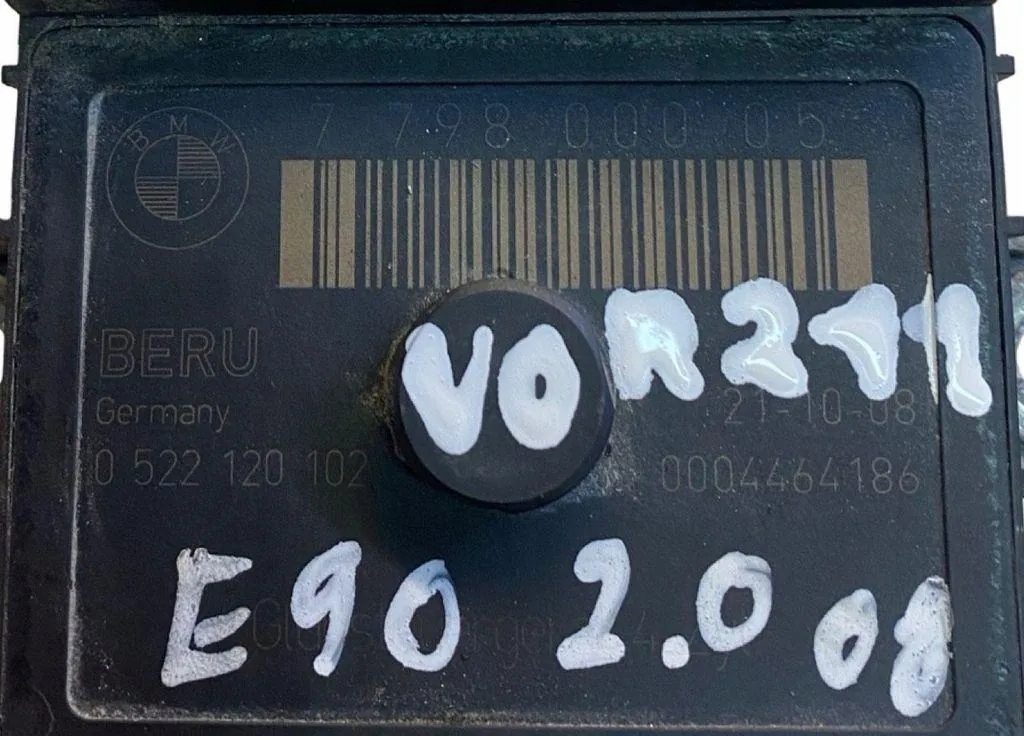 BMW
7 798 000 05
BERU
Germany
21-10-08
0 522 120 102
0004464186
VOR211
E90 2.0 08